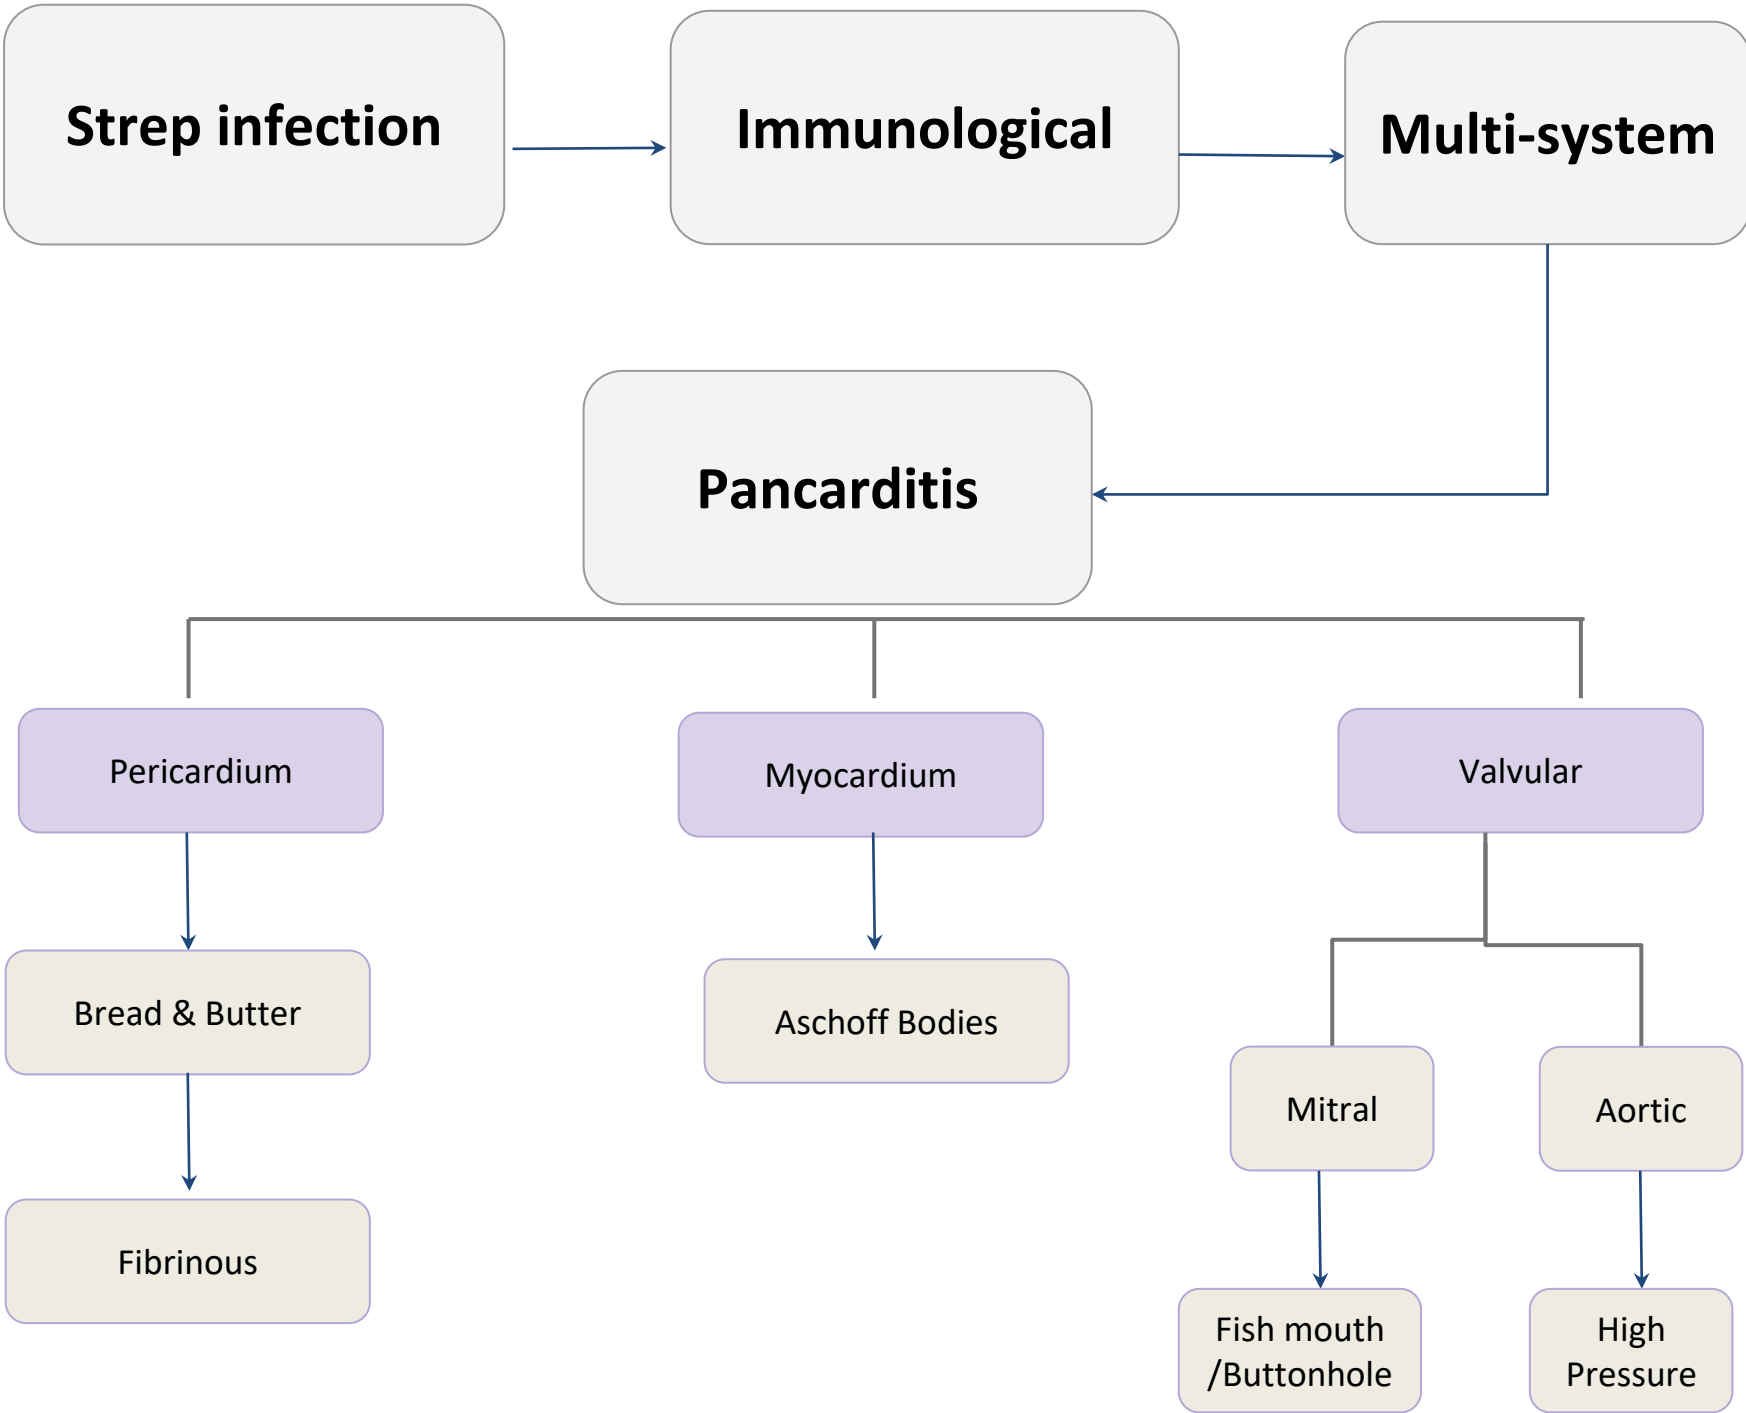 Strep infection
Immunological
Multi-system
Pancarditis
Pericardium
Myocardium
Valvular
Bread & Butter
Aschoff Bodies
Mitral
Aortic
Fibrinous
Fish mouth
/Buttonhole
High
Pressure